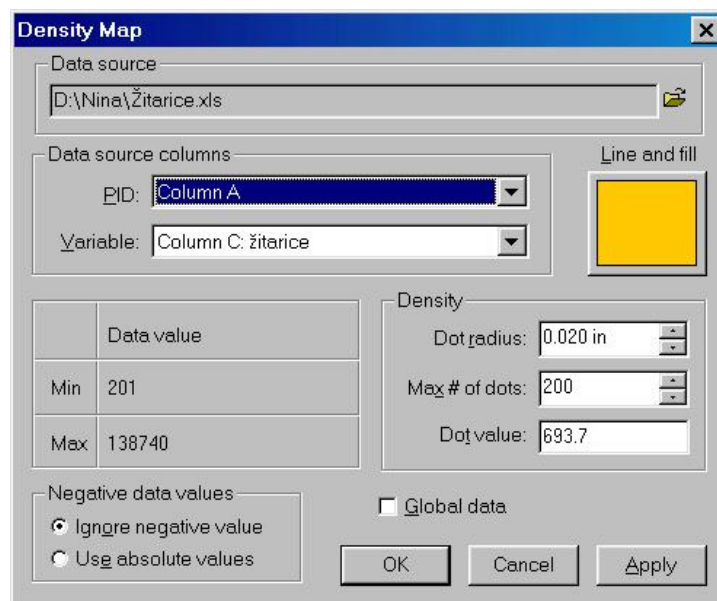 Density Map
Data source
D:\Nina\Žitarice.xls
Data source columns
PID: Column A
Variable: Column C: žitarice
Line and fill
Data value
Min 201
Max 138740
Density
Dot radius: 0.020 in
Max # of dots: 200
Dot value: 693.7
Negative data values
Ignore negative value
Use absolute values
Global data
OK Cancel Apply